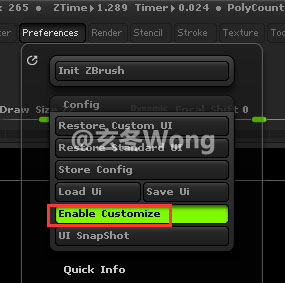 : 265 ● ZTime▸1.289 Timer▸0.024 ● PolyCount
Preferences Render Stencil Stroke Texture
Init ZBrush
Config
Draw Size Dynamic Focal Shift 0
Restore Custom UI
@玄冬Wong
Restore Standard UI
Store Config
Load Ui Save Ui
Enable Customize
UI SnapShot
Quick Info